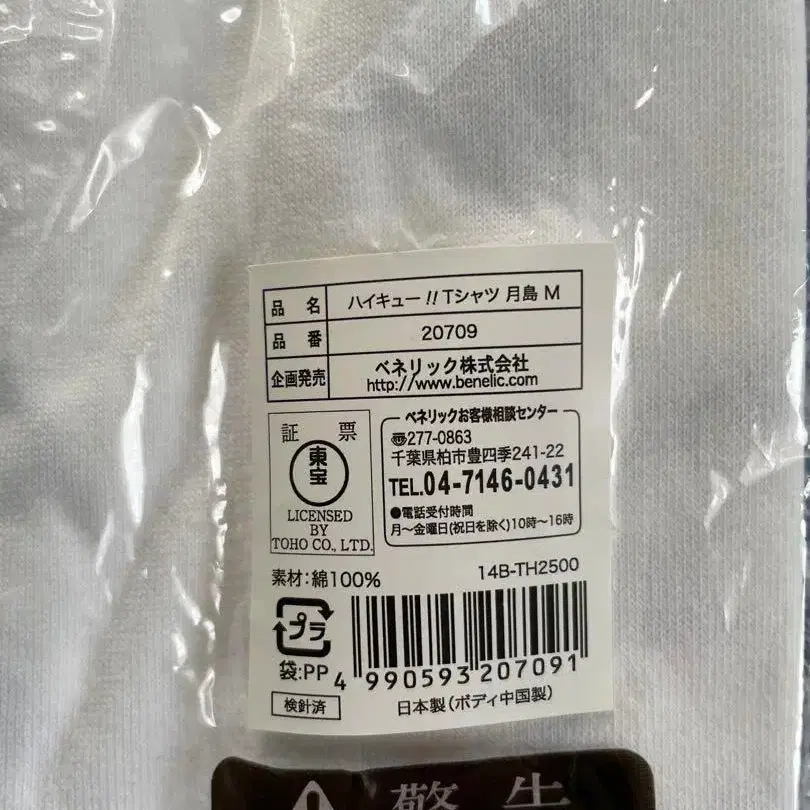 品 名 ハイキュー!! Tシャツ 月島 M
品 番 20709
企画発売 ベネリック株式会社
http://www.benelic.com
証 票
東宝
LICENSED
BY
TOHO CO., LTD.
ベネリックお客様相談センター
〠277-0863
千葉県柏市豊四季241-22
TEL.04-7146-0431
●電話受付時間
月～金曜日(祝日を除く)10時～16時
素材:綿100%
14B-TH2500
プラ
袋:PP
4 990593 207091
検針済
日本製(ボディ中国製)
警告